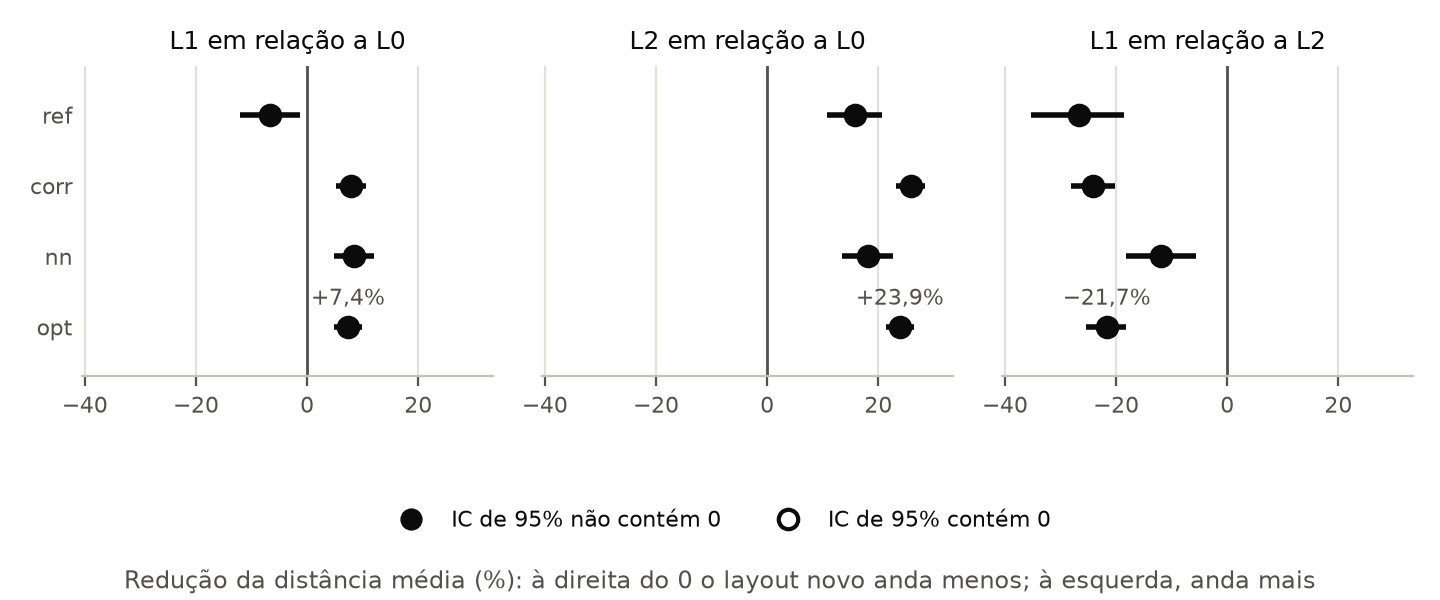 L1 em relação a L0
L2 em relação a L0
L1 em relação a L2
ref
corr
nn
opt
+7,4%
+23,9%
−21,7%
−40 −20 0 20
−40 −20 0 20
−40 −20 0 20
IC de 95% não contém 0
IC de 95% contém 0
Redução da distância média (%): à direita do 0 o layout novo anda menos; à esquerda, anda mais